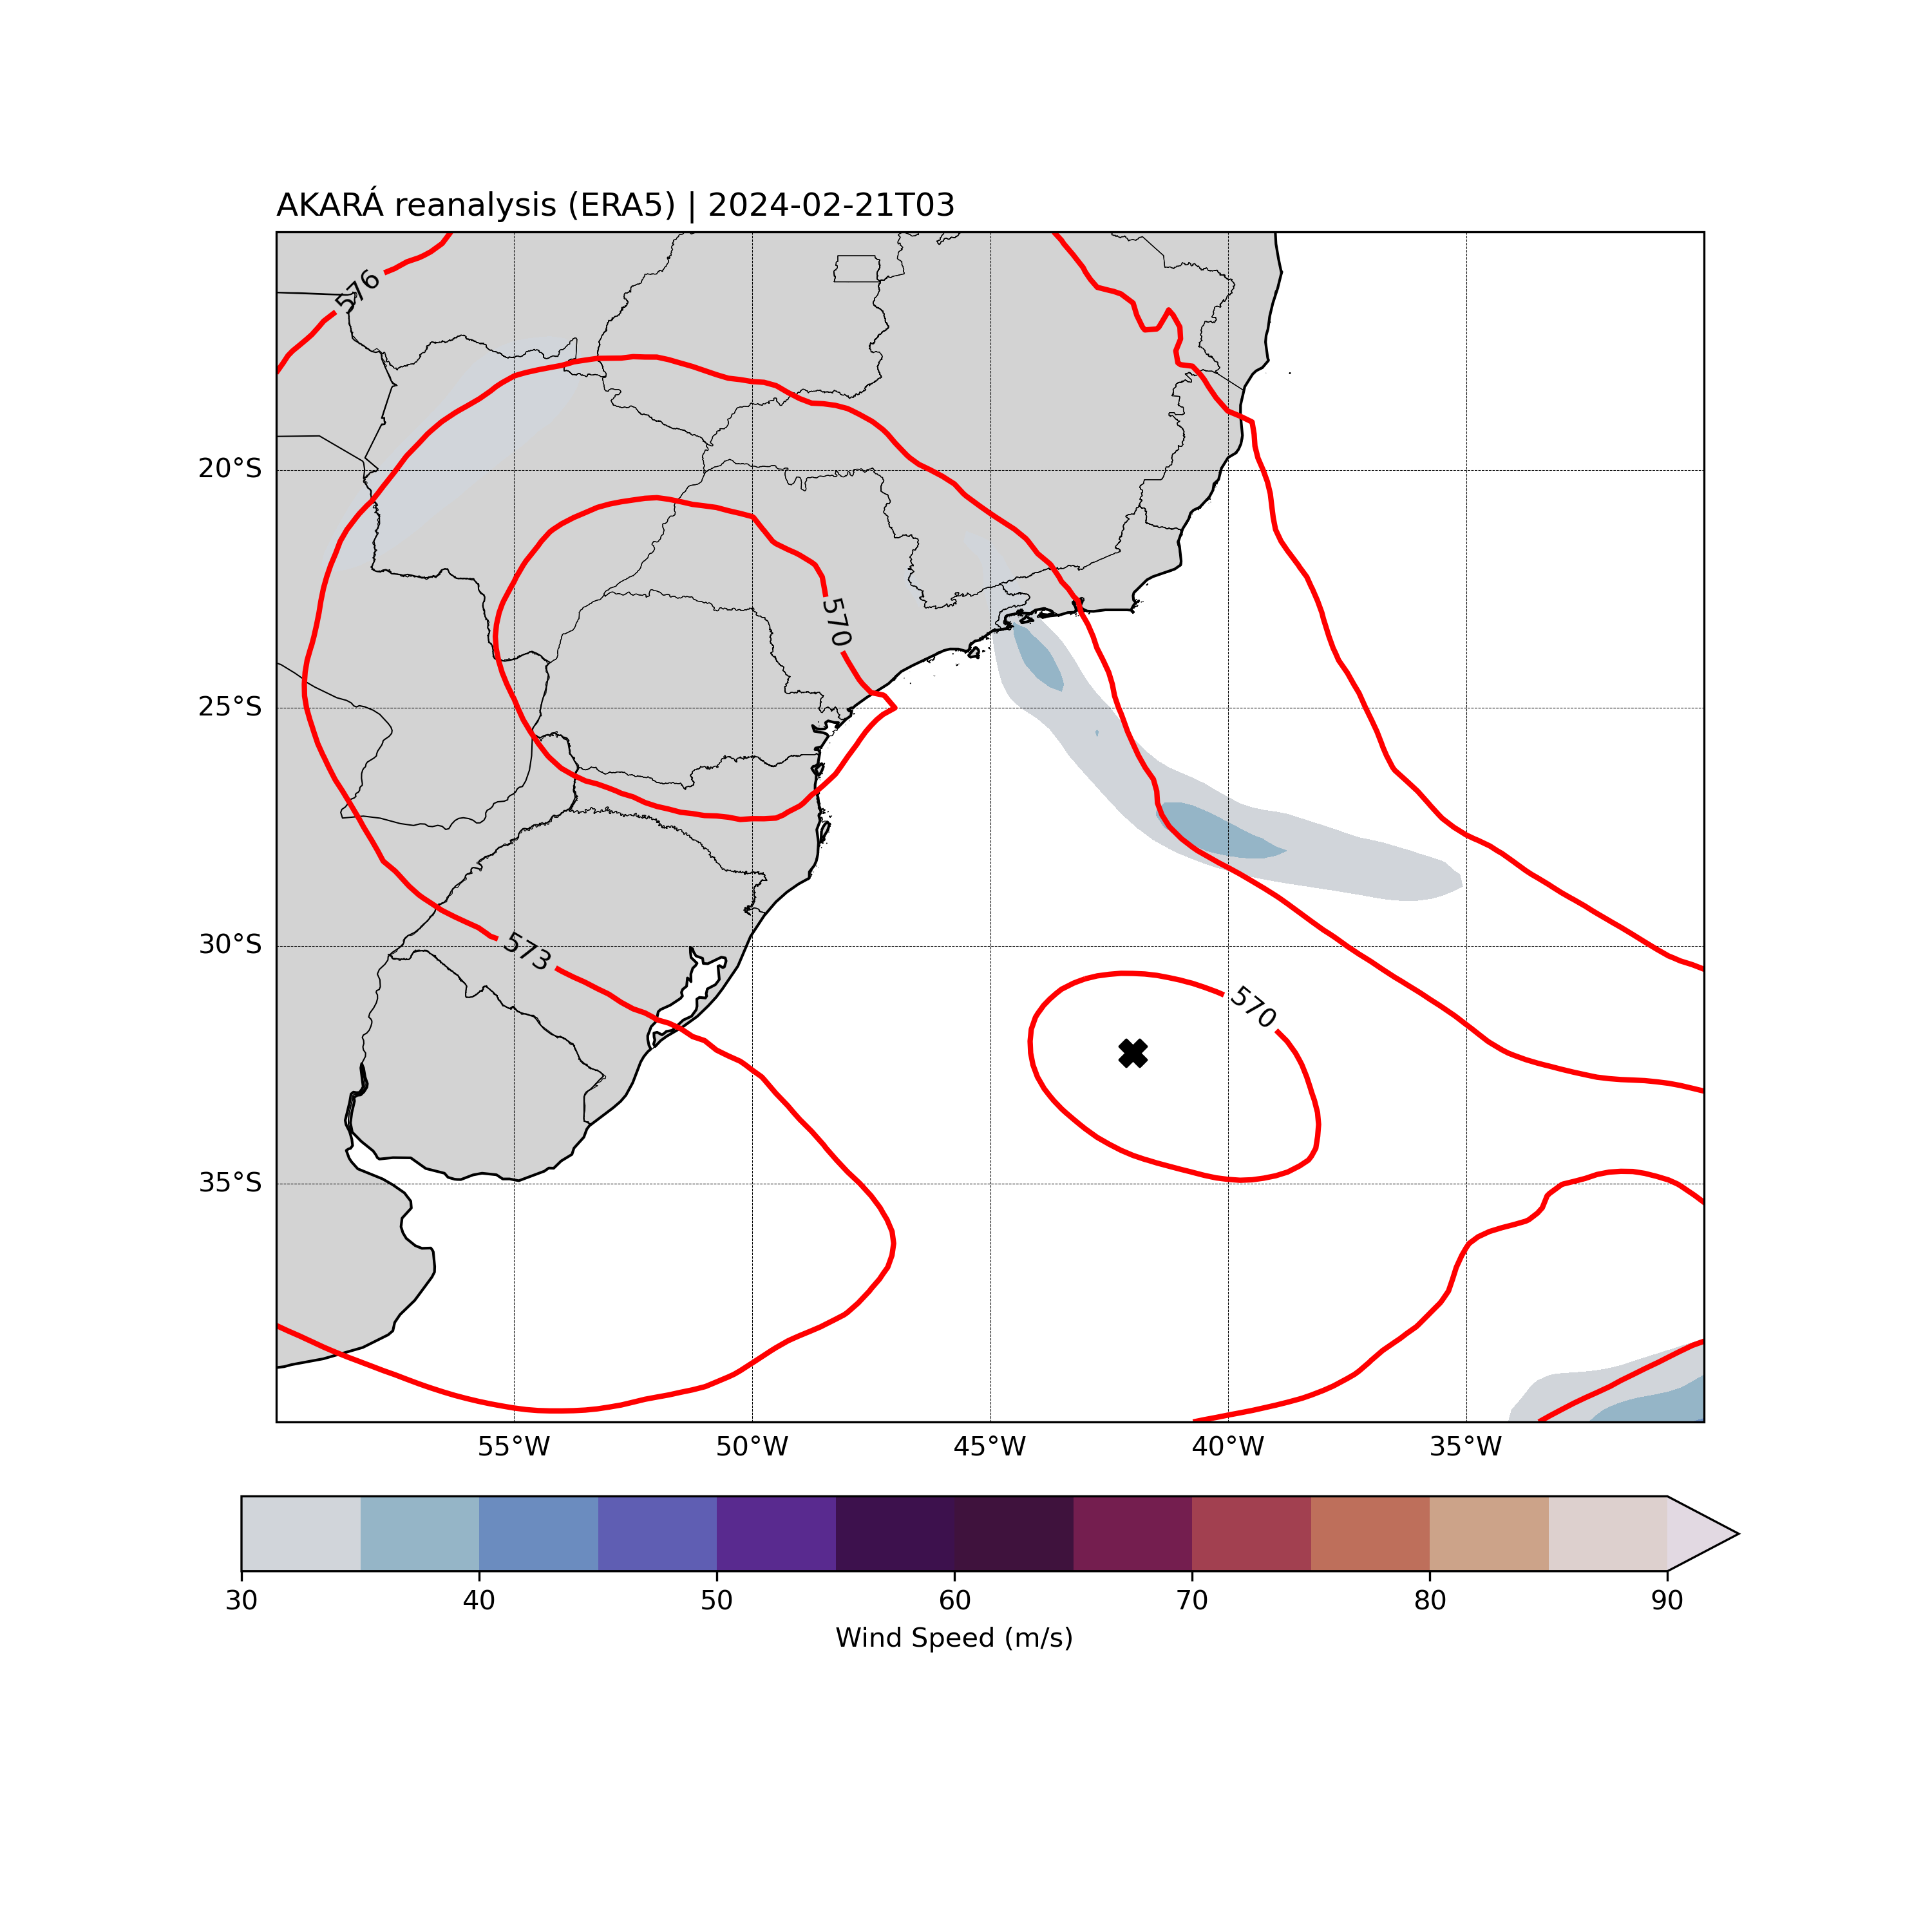 AKARÁ reanalysis (ERA5) | 2024-02-21T03
576
570
573
570
20°S
25°S
30°S
35°S
55°W 50°W 45°W 40°W 35°W
30 40 50 60 70 80 90
Wind Speed (m/s)